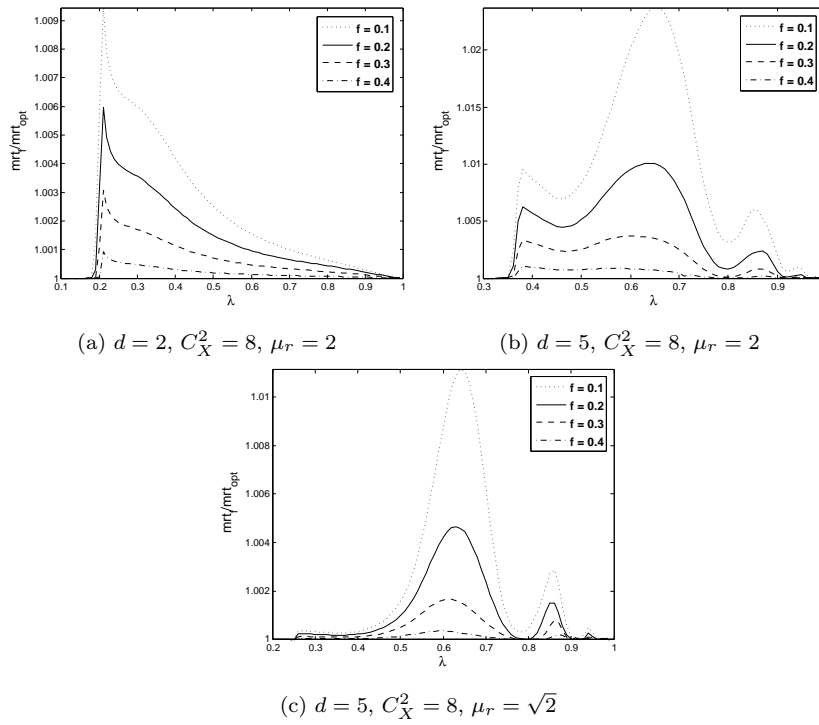 1.009
1.008
1.007
1.006
1.005
1.004
1.003
1.002
1.001
1
0.1 0.2 0.3 0.4 0.5 0.6 0.7 0.8 0.9 1
λ
mrt_f/mrt_opt
f = 0.1
f = 0.2
f = 0.3
f = 0.4
(a) d = 2, C_X^2 = 8, μ_r = 2
1.02
1.015
1.01
1.005
1
0.3 0.4 0.5 0.6 0.7 0.8 0.9
λ
mrt_f/mrt_opt
f = 0.1
f = 0.2
f = 0.3
f = 0.4
(b) d = 5, C_X^2 = 8, μ_r = 2
1.01
1.008
1.006
1.004
1.002
1
0.2 0.3 0.4 0.5 0.6 0.7 0.8 0.9 1
λ
mrt_f/mrt_opt
f = 0.1
f = 0.2
f = 0.3
f = 0.4
(c) d = 5, C_X^2 = 8, μ_r = √2